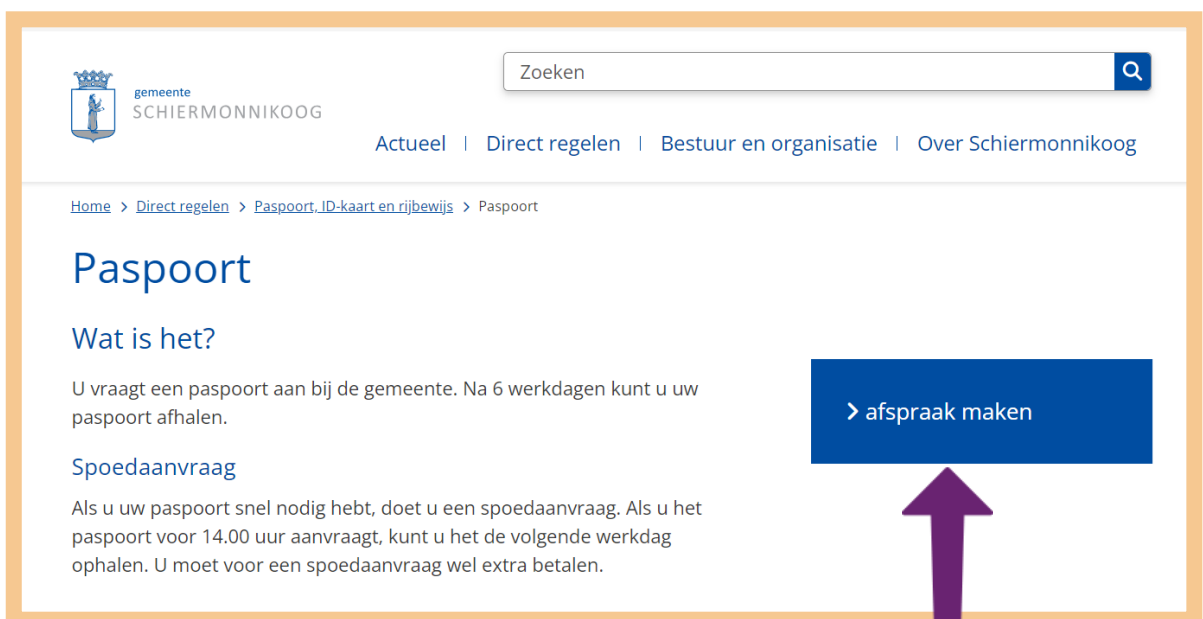 Zoeken
gemeente
SCHIERMONNIKOOG
Actueel | Direct regelen | Bestuur en organisatie | Over Schiermonnikoog
Home > Direct regelen > Paspoort, ID-kaart en rijbewijs > Paspoort
Paspoort
Wat is het?
U vraagt een paspoort aan bij de gemeente. Na 6 werkdagen kunt u uw
paspoort afhalen.
> afspraak maken
Spoedaanvraag
Als u uw paspoort snel nodig hebt, doet u een spoedaanvraag. Als u het
paspoort voor 14.00 uur aanvraagt, kunt u het de volgende werkdag
ophalen. U moet voor een spoedaanvraag wel extra betalen.